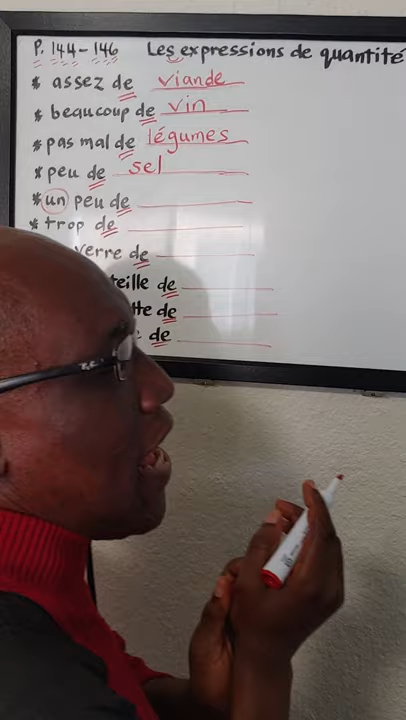 P. 144-146 Les expressions de quantité
* assez de viande
* beaucoup de vin
* pas mal de légumes
* peu de sel
* un peu de
* trop de
verre de
teille de
tte de
de